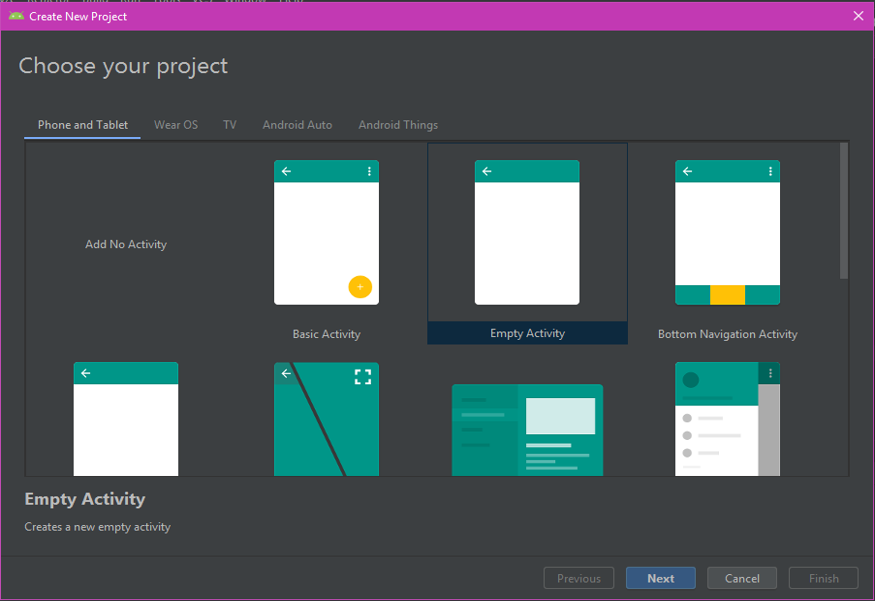 Create New Project
Choose your project
Phone and Tablet Wear OS TV Android Auto Android Things
Add No Activity
Basic Activity Empty Activity Bottom Navigation Activity
Empty Activity
Creates a new empty activity
Previous Next Cancel Finish